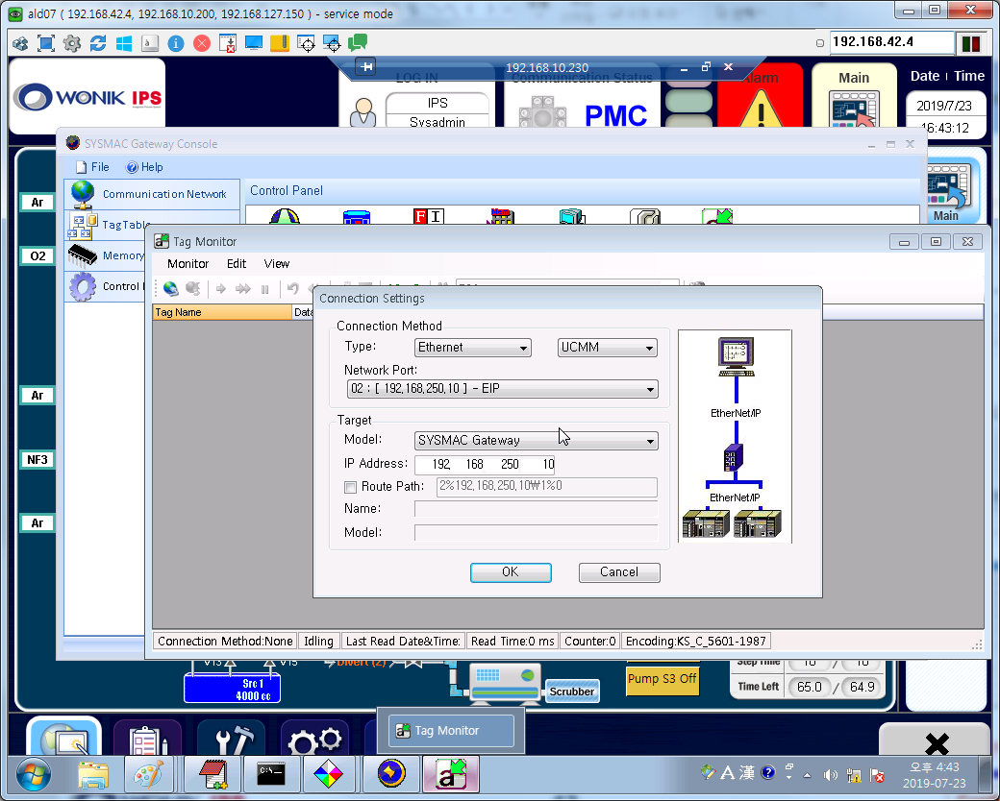 ald07 ( 192.168.42.4, 192.168.10.200, 192.168.127.150 ) - service mode
192.168.42.4
192.168.10.230
WONIK IPS
LOG IN
IPS
Sysadmin
Communication Status
PMC
Alarm
Main
Date | Time
2019/7/23
16:43:12
SYSMAC Gateway Console
File
Help
Communication Network
Control Panel
Main
Ar
O2
Ar
NF3
Ar
Tag Monitor
Monitor
Edit
View
Tag Name
Connection Settings
Connection Method
Type:
Ethernet
UCMM
Network Port:
02 : [ 192,168,250,10 ] - EIP
Target
Model:
SYSMAC Gateway
IP Address:
192 168 250 10
Route Path:
2%192,168,250,10₩1%0
Name:
Model:
OK
Cancel
EtherNet/IP
EtherNet/IP
Connection Method:None
Idling
Last Read Date&Time:
Read Time:0 ms
Counter:0
Encoding:KS_C_5601-1987
V13
V15
Divert (2)
Src 1
4000 cc
Scrubber
Pump S3 Off
Step Time
10 / 10
Time Left
65.0 / 64.9
Tag Monitor
A 漢
오후 4:43
2019-07-23